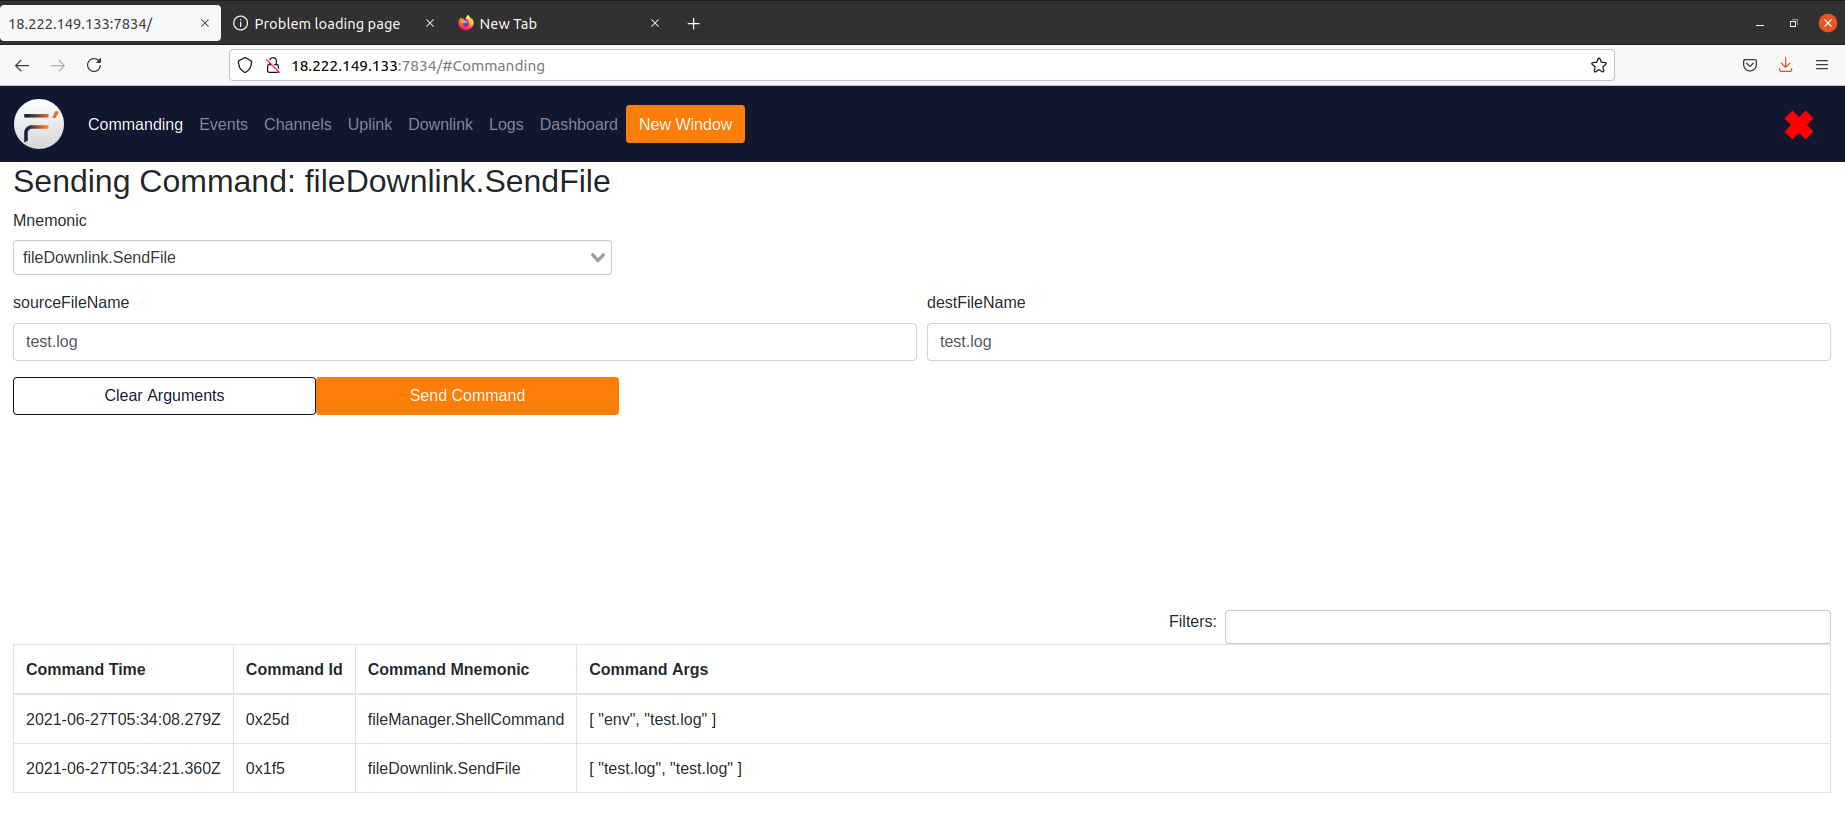 18.222.149.133:7834/ Problem loading page New Tab
18.222.149.133:7834/#Commanding
Commanding Events Channels Uplink Downlink Logs Dashboard New Window
Sending Command: fileDownlink.SendFile
Mnemonic
fileDownlink.SendFile
sourceFileName destFileName
test.log test.log
Clear Arguments Send Command
Filters:
Command Time Command Id Command Mnemonic Command Args
2021-06-27T05:34:08.279Z 0x25d fileManager.ShellCommand [ "env", "test.log" ]
2021-06-27T05:34:21.360Z 0x1f5 fileDownlink.SendFile [ "test.log", "test.log" ]